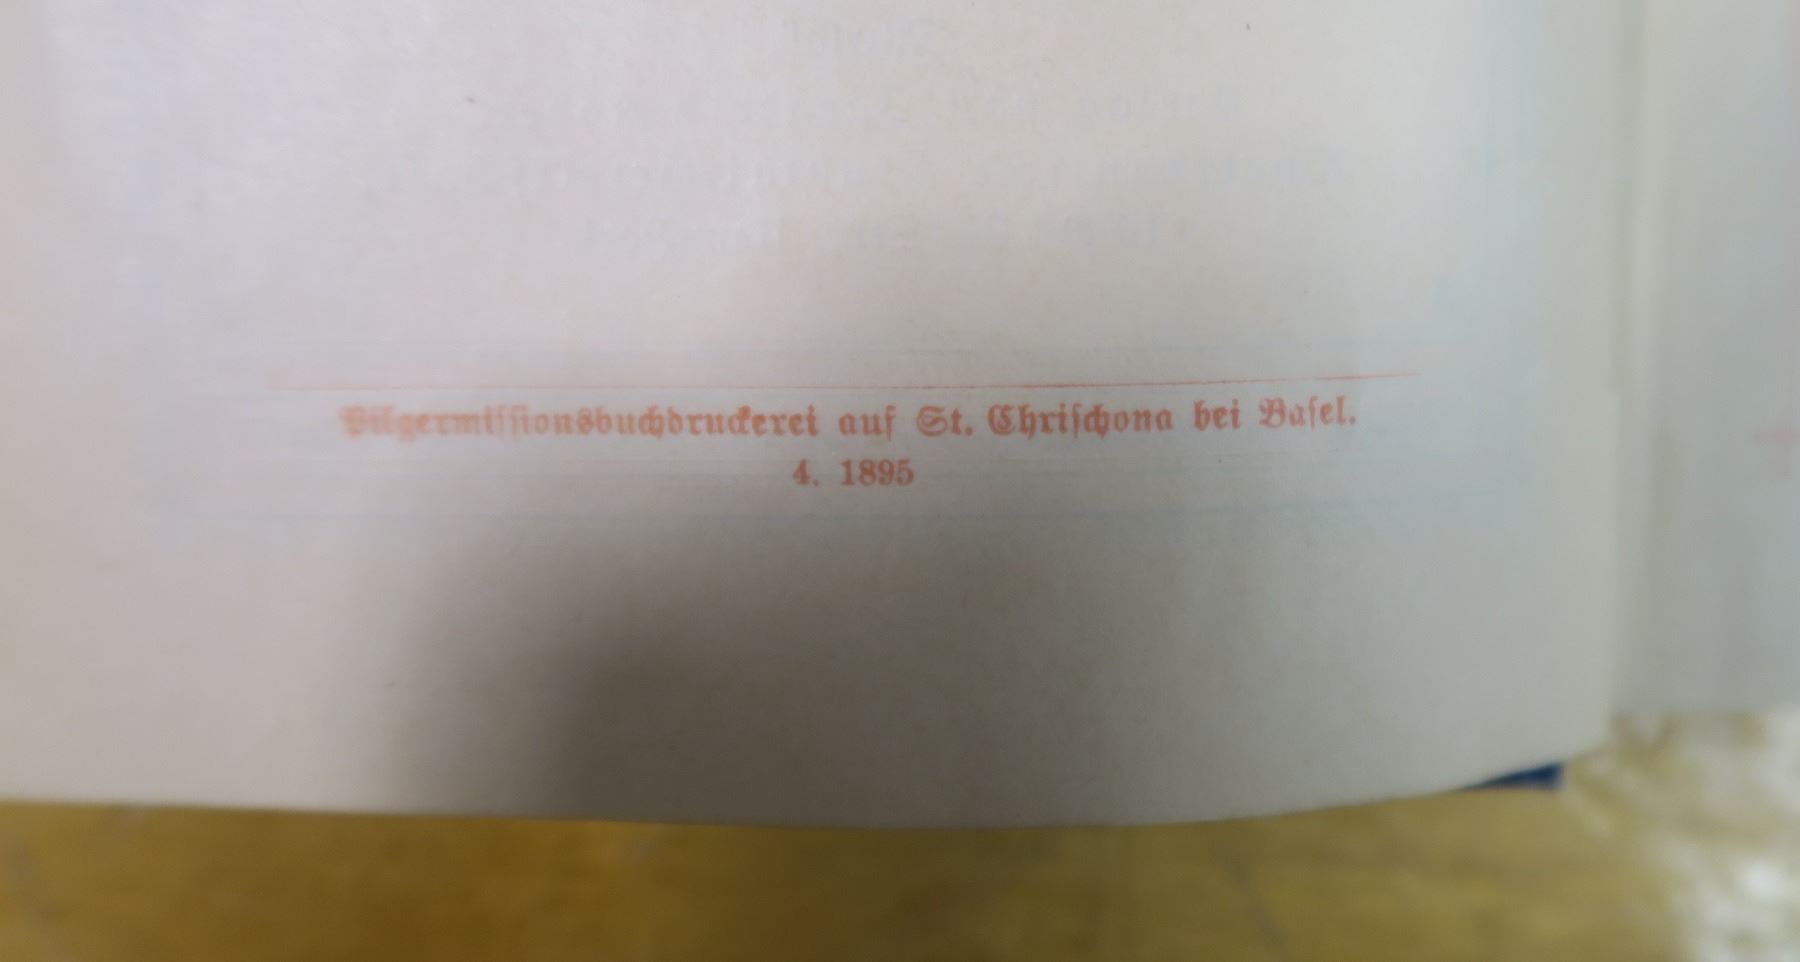 Pilgermiſſionsbuchdruckerei auf St. Chriſchona bei Baſel.
4. 1895